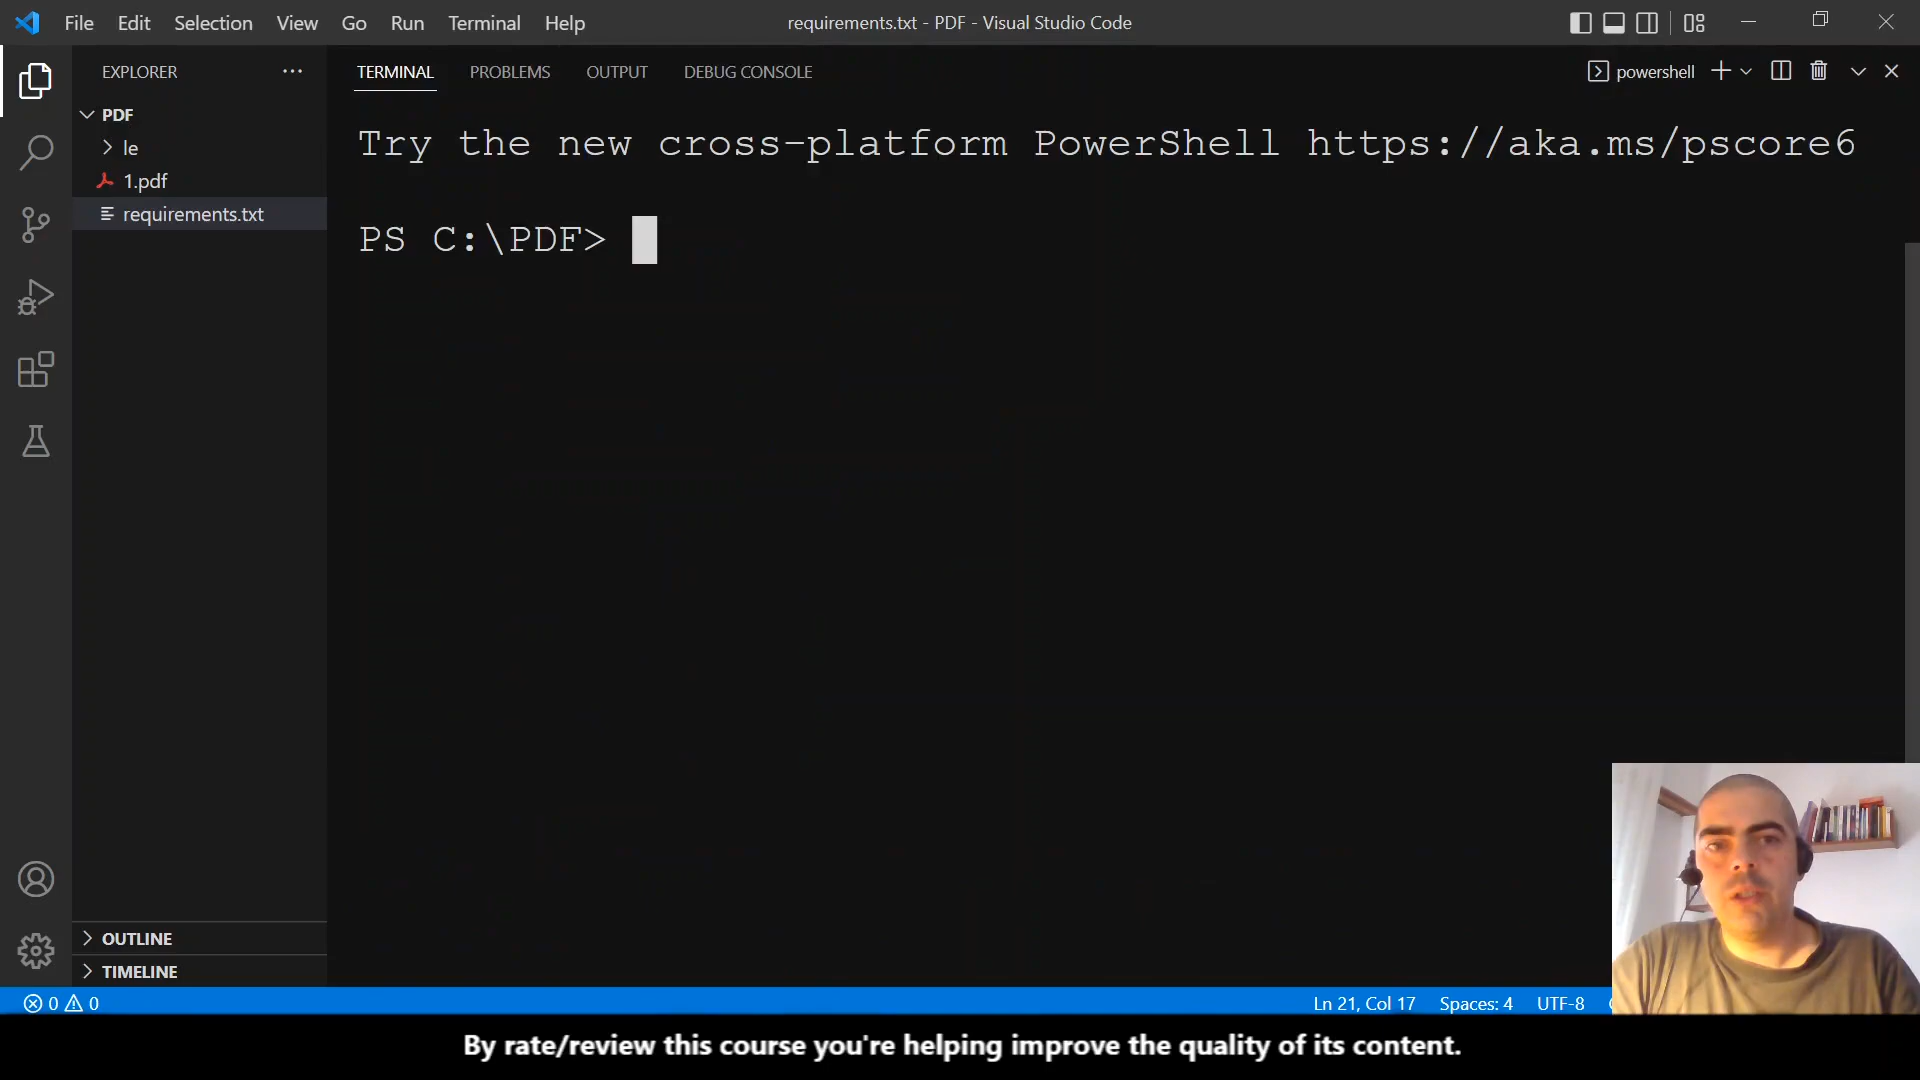 File Edit Selection View Go Run Terminal Help
requirements.txt - PDF - Visual Studio Code
EXPLORER
TERMINAL PROBLEMS OUTPUT DEBUG CONSOLE
powershell
PDF
le
1.pdf
requirements.txt
Try the new cross-platform PowerShell https://aka.ms/pscore6
PS C:\PDF>
OUTLINE
TIMELINE
0 0
Ln 21, Col 17 Spaces: 4 UTF-8
By rate/review this course you're helping improve the quality of its content.